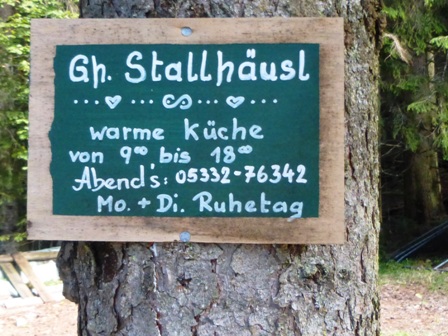 Gh. Stallhäusl
warme Küche
von 9⁰⁰ bis 18⁰⁰
Abend's: 05332-76342
Mo. + Di. Ruhetag